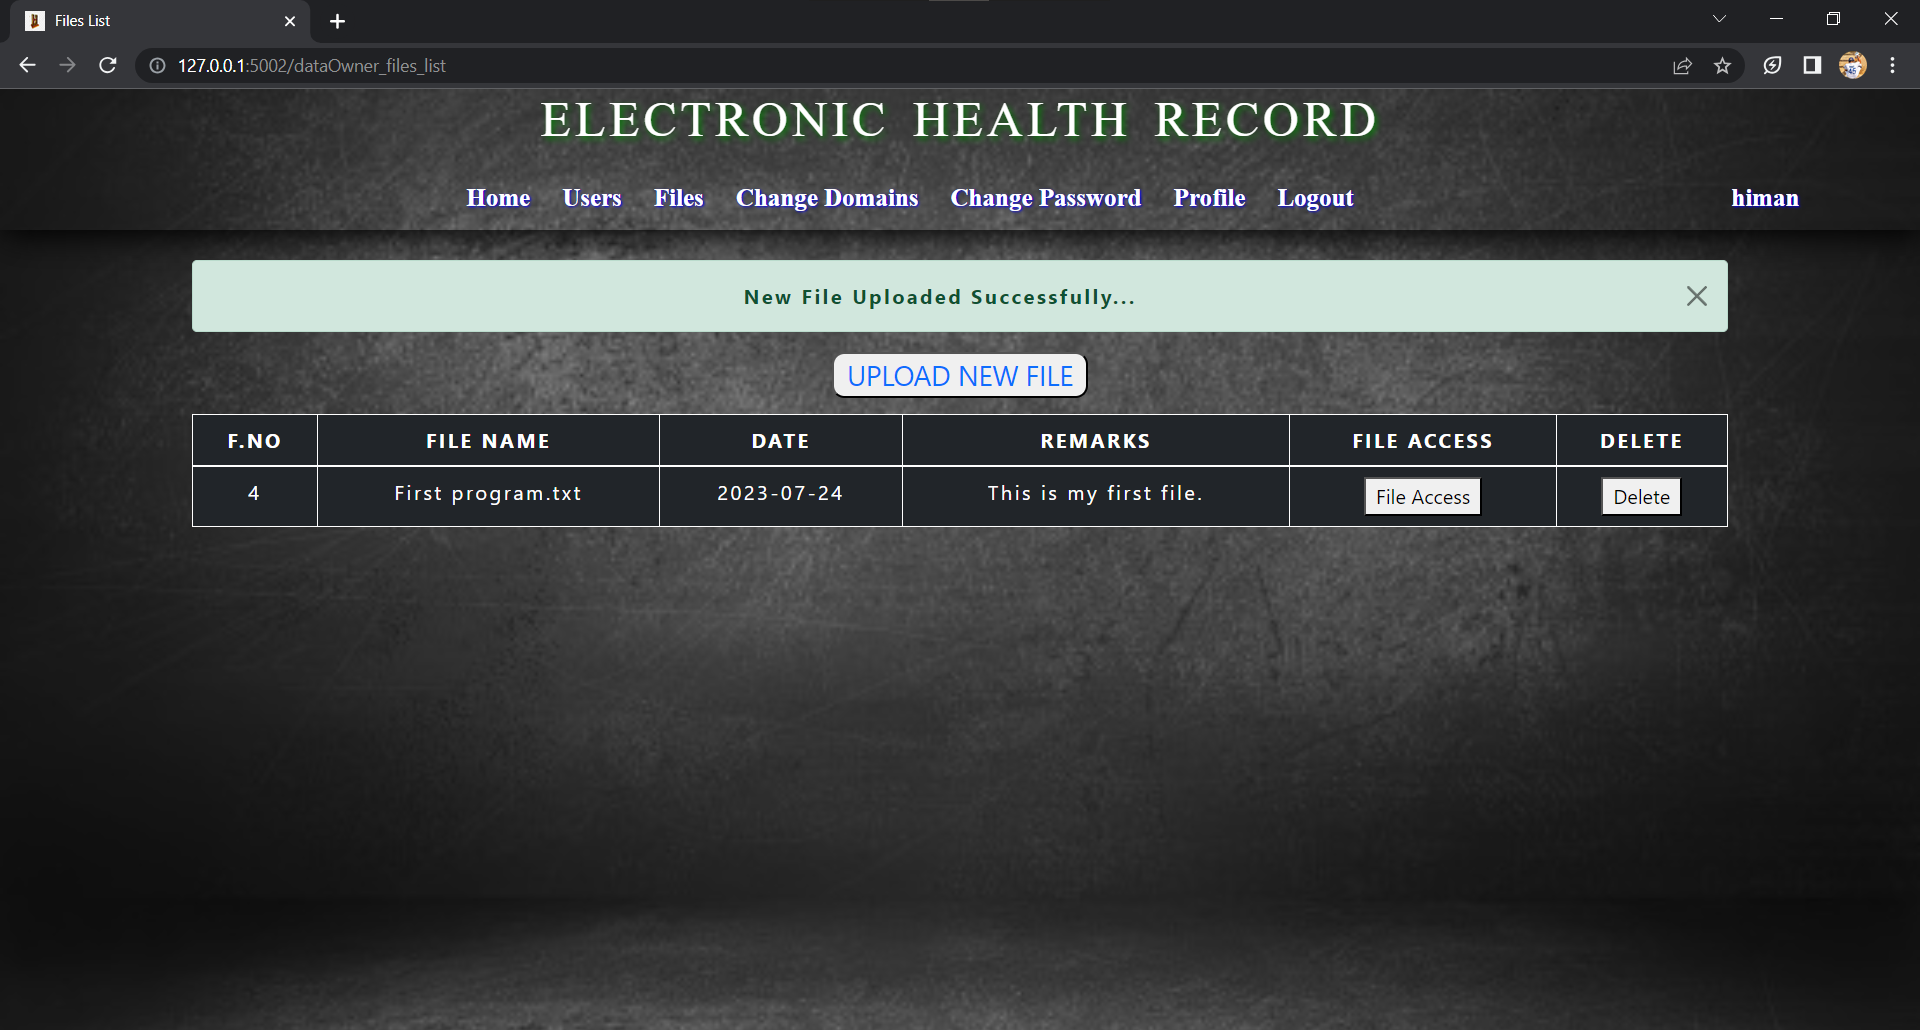 Files List
127.0.0.1:5002/dataOwner_files_list
ELECTRONIC HEALTH RECORD
Home Users Files Change Domains Change Password Profile Logout himan
New File Uploaded Successfully...
UPLOAD NEW FILE
F.NO FILE NAME DATE REMARKS FILE ACCESS DELETE
4 First program.txt 2023-07-24 This is my first file. File Access Delete